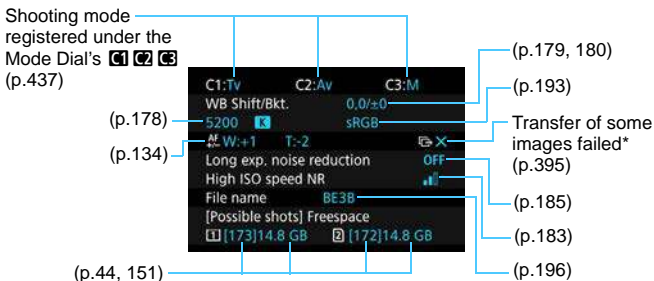 Shooting mode
registered under the
Mode Dial's C1 C2 C3
(p.437)
(p.178)
(p.134)
(p.44, 151)
C1:Tv C2:Av C3:M
WB Shift/Bkt. 0,0/±0
5200 K sRGB
AF W:+1 T:-2
Long exp. noise reduction OFF
High ISO speed NR
File name BE3B
[Possible shots] Freespace
1 [173]14.8 GB 2 [172]14.8 GB
(p.179, 180)
(p.193)
Transfer of some
images failed*
(p.395)
(p.185)
(p.183)
(p.196)